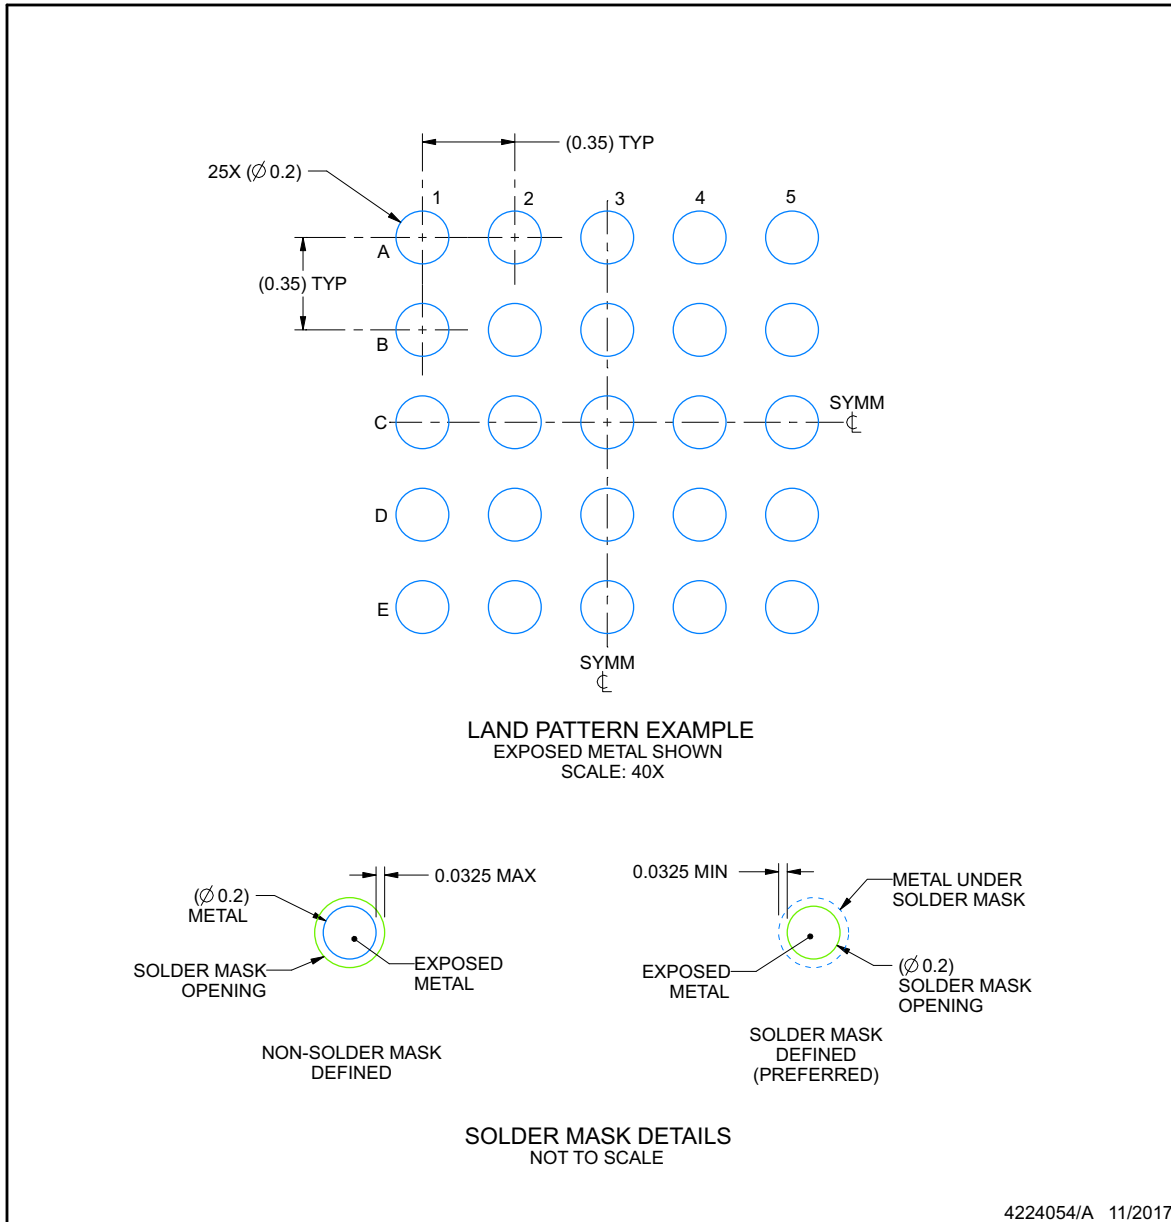 (0.35) TYP
25X (∅ 0.2)
1 2 3 4 5
A
(0.35) TYP
B
C
SYMM
℄
D
E
SYMM
℄
LAND PATTERN EXAMPLE
EXPOSED METAL SHOWN
SCALE: 40X
(∅ 0.2)
METAL
0.0325 MAX
SOLDER MASK
OPENING
EXPOSED
METAL
NON-SOLDER MASK
DEFINED
0.0325 MIN
METAL UNDER
SOLDER MASK
EXPOSED
METAL
(∅ 0.2)
SOLDER MASK
OPENING
SOLDER MASK
DEFINED
(PREFERRED)
SOLDER MASK DETAILS
NOT TO SCALE
4224054/A 11/2017